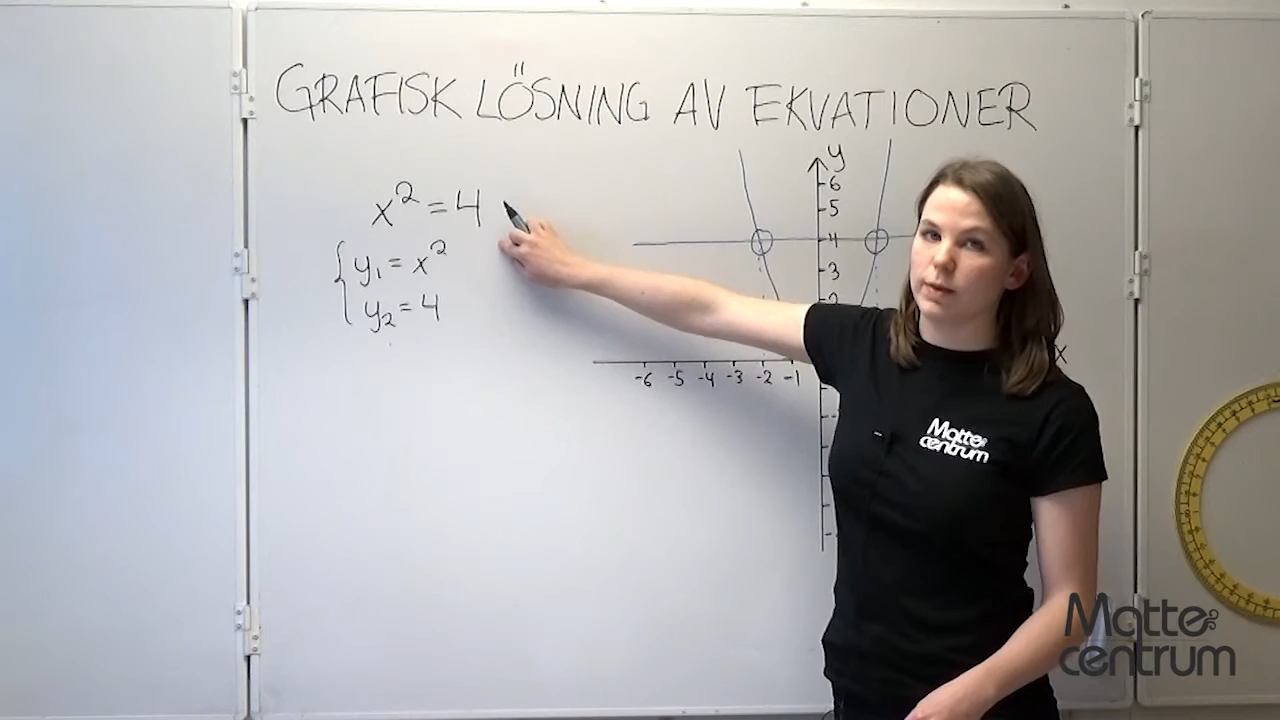 GRAFISK LÖSNING AV EKVATIONER
x² = 4
y₁ = x²
y₂ = 4
y
6
5
4
3
2
x
-6 -5 -4 -3 -2 -1
Matte
centrum
Matte
centrum